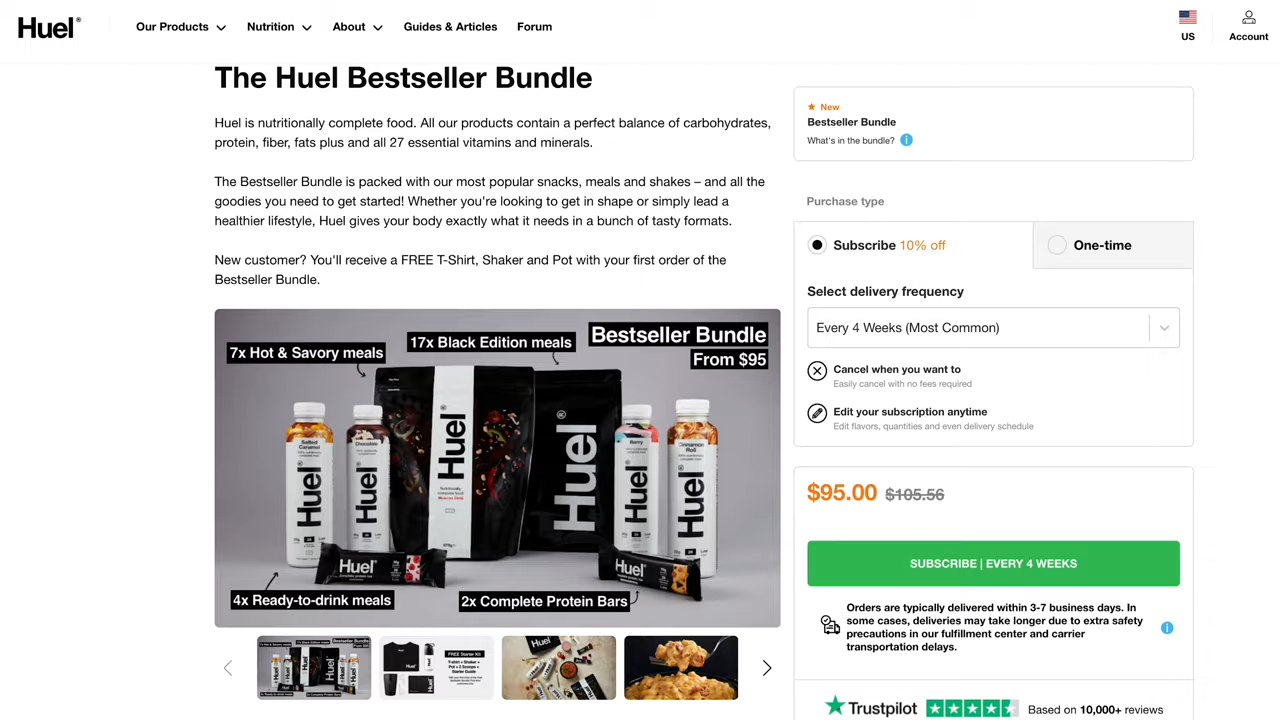 Huel®
Our Products
Nutrition
About
Guides & Articles
Forum
US
Account
The Huel Bestseller Bundle
Huel is nutritionally complete food. All our products contain a perfect balance of carbohydrates,
protein, fiber, fats plus and all 27 essential vitamins and minerals.
The Bestseller Bundle is packed with our most popular snacks, meals and shakes – and all the
goodies you need to get started! Whether you're looking to get in shape or simply lead a
healthier lifestyle, Huel gives your body exactly what it needs in a bunch of tasty formats.
New customer? You'll receive a FREE T-Shirt, Shaker and Pot with your first order of the
Bestseller Bundle.
7x Hot & Savory meals
17x Black Edition meals
Bestseller Bundle
From $95
Salted
Caramel
Huel
Chocolate
Huel
Huel
Huel
Berry
Huel
Cinnamon
Roll
Huel
Huel
Huel
4x Ready-to-drink meals
2x Complete Protein Bars
New
Bestseller Bundle
What's in the bundle?
Purchase type
Subscribe 10% off
One-time
Select delivery frequency
Every 4 Weeks (Most Common)
Cancel when you want to
Easily cancel with no fees required
Edit your subscription anytime
Edit flavors, quantities and even delivery schedule
$95.00 $105.56
SUBSCRIBE | EVERY 4 WEEKS
Orders are typically delivered within 3-7 business days. In
some cases, deliveries may take longer due to extra safety
precautions in our fulfillment center and carrier
transportation delays.
Trustpilot
Based on 10,000+ reviews